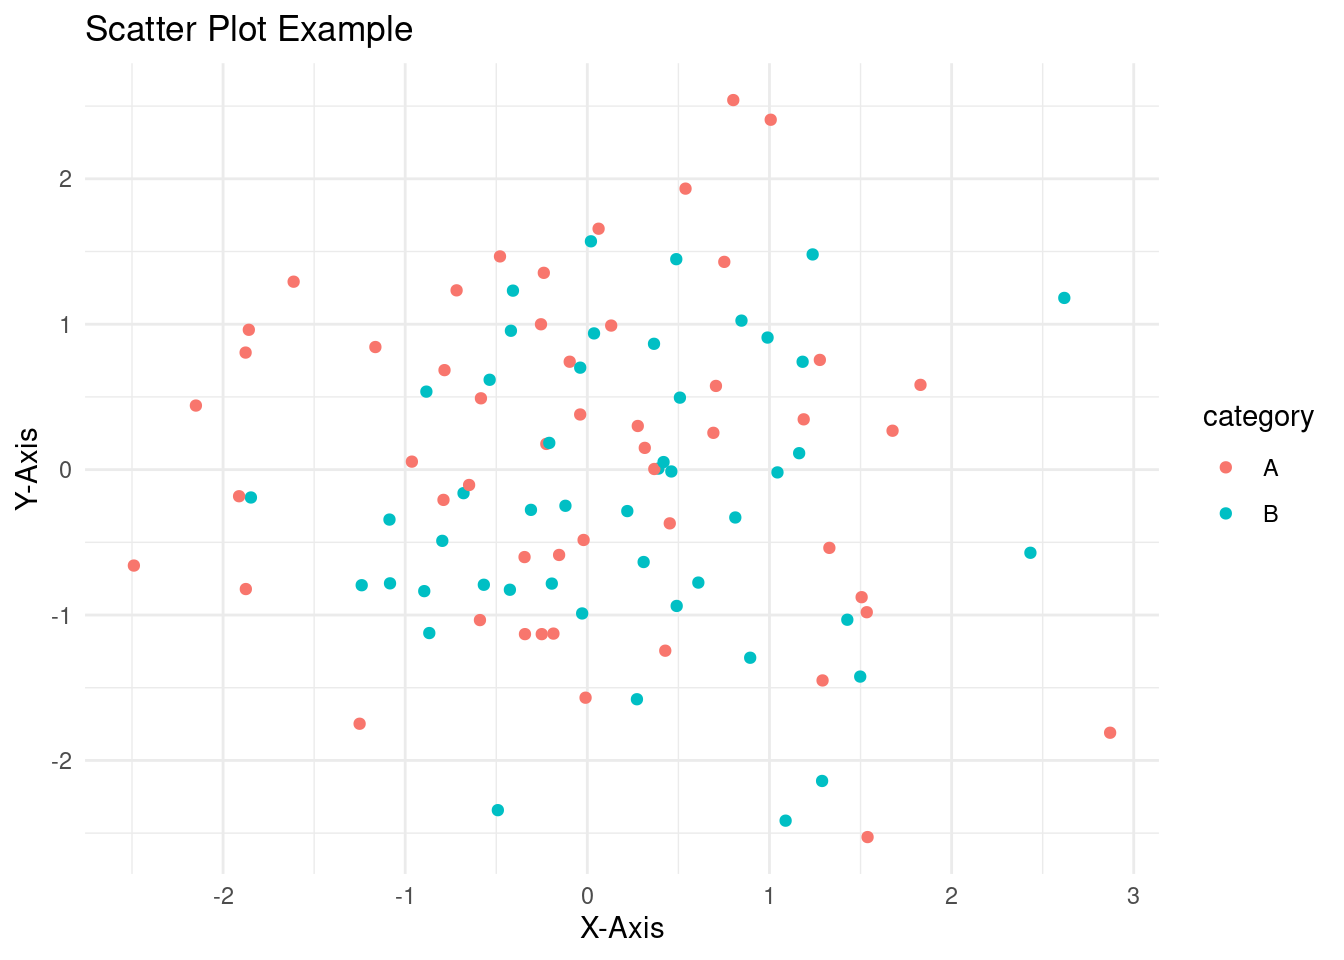 Scatter Plot Example
2
1
0
-1
-2
Y-Axis
-2 -1 0 1 2 3
X-Axis
category
A
B